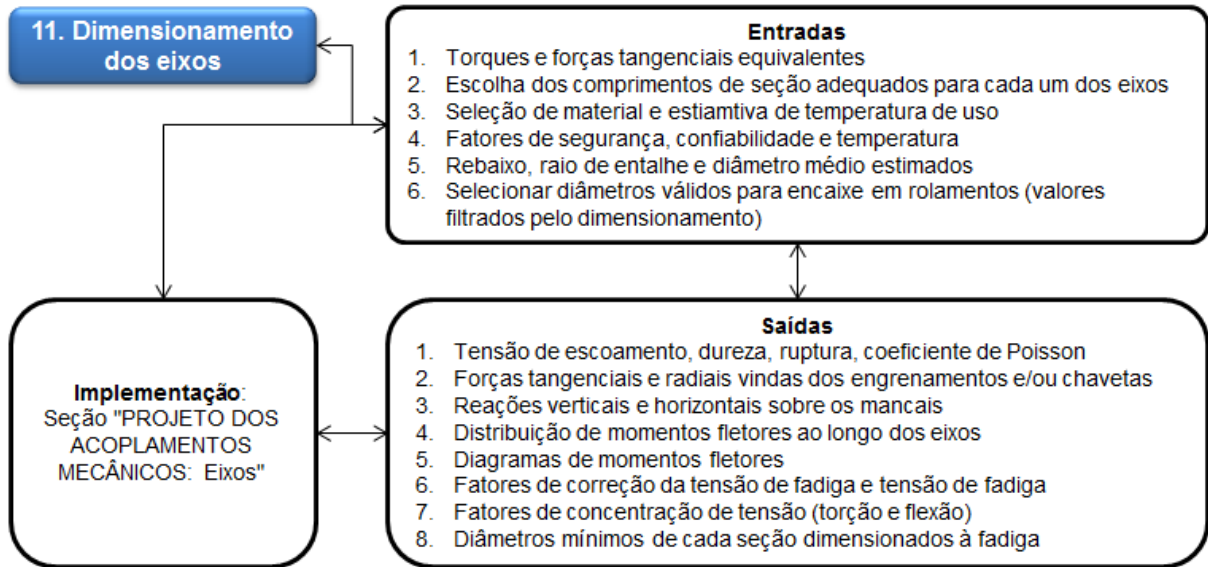 11. Dimensionamento
dos eixos
Entradas
1. Torques e forças tangenciais equivalentes
2. Escolha dos comprimentos de seção adequados para cada um dos eixos
3. Seleção de material e estiamtiva de temperatura de uso
4. Fatores de segurança, confiabilidade e temperatura
5. Rebaixo, raio de entalhe e diâmetro médio estimados
6. Selecionar diâmetros válidos para encaixe em rolamentos (valores
filtrados pelo dimensionamento)
Implementação:
Seção "PROJETO DOS
ACOPLAMENTOS
MECÂNICOS: Eixos"
Saídas
1. Tensão de escoamento, dureza, ruptura, coeficiente de Poisson
2. Forças tangenciais e radiais vindas dos engrenamentos e/ou chavetas
3. Reações verticais e horizontais sobre os mancais
4. Distribuição de momentos fletores ao longo dos eixos
5. Diagramas de momentos fletores
6. Fatores de correção da tensão de fadiga e tensão de fadiga
7. Fatores de concentração de tensão (torção e flexão)
8. Diâmetros mínimos de cada seção dimensionados à fadiga